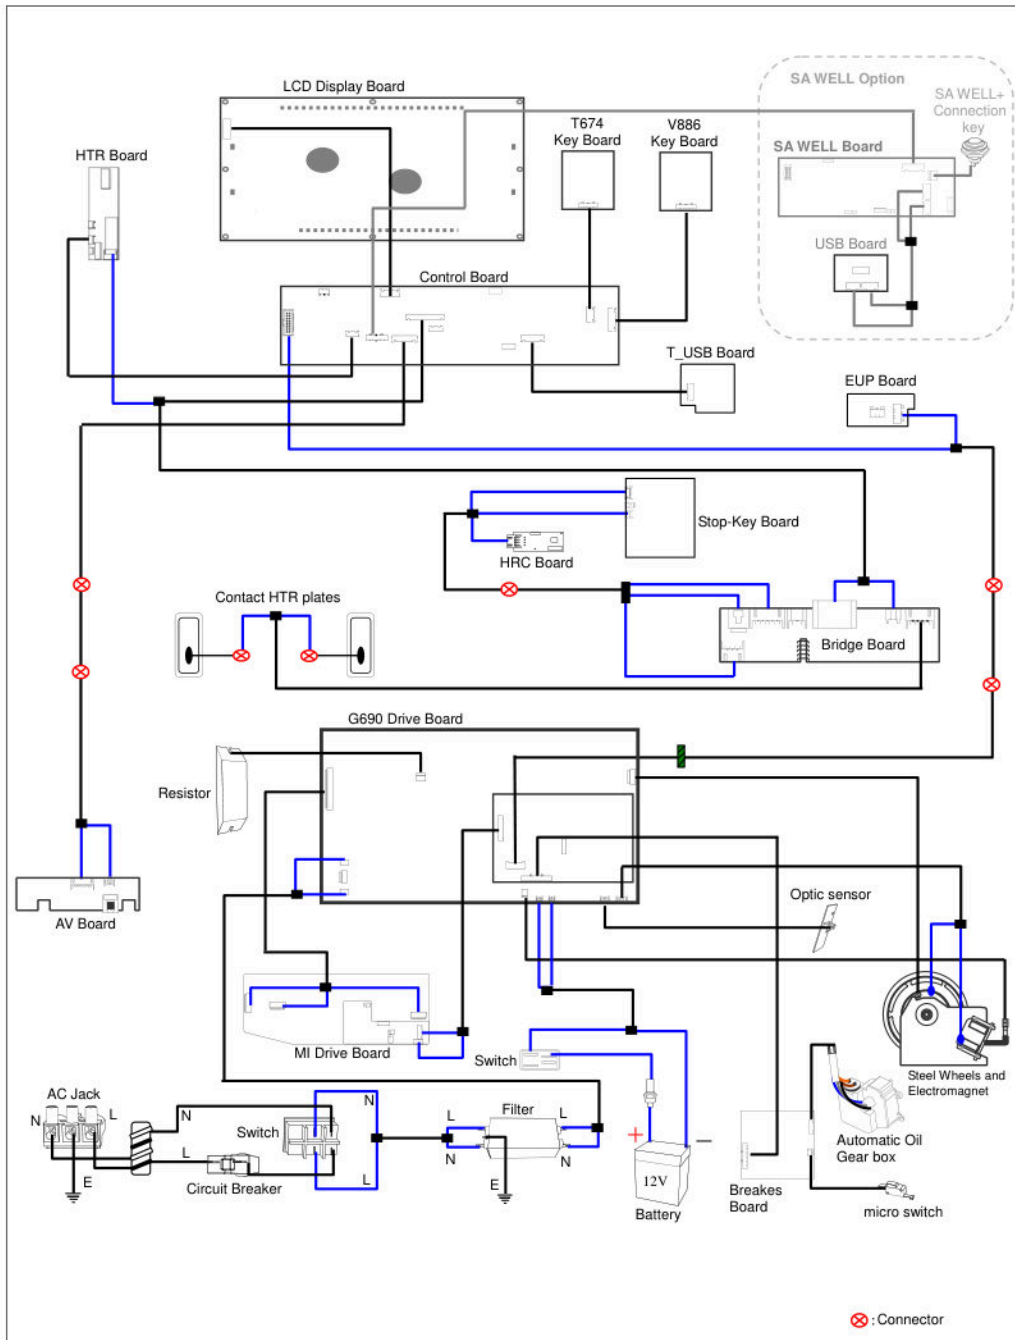 SA WELL Option
LCD Display Board
SA WELL+
Connection
key
T674
Key Board
V886
Key Board
HTR Board
SA WELL Board
USB Board
Control Board
T_USB Board
EUP Board
Stop-Key Board
HRC Board
Contact HTR plates
Bridge Board
G690 Drive Board
Resistor
Optic sensor
AV Board
MI Drive Board
Switch
Steel Wheels and
Electromagnet
AC Jack
N
L
N
L
E
Switch
Circuit Breaker
N
L
L
N
Filter
L
N
E
+
−
12V
Battery
Automatic Oil
Gear box
Breakes
Board
micro switch
: Connector